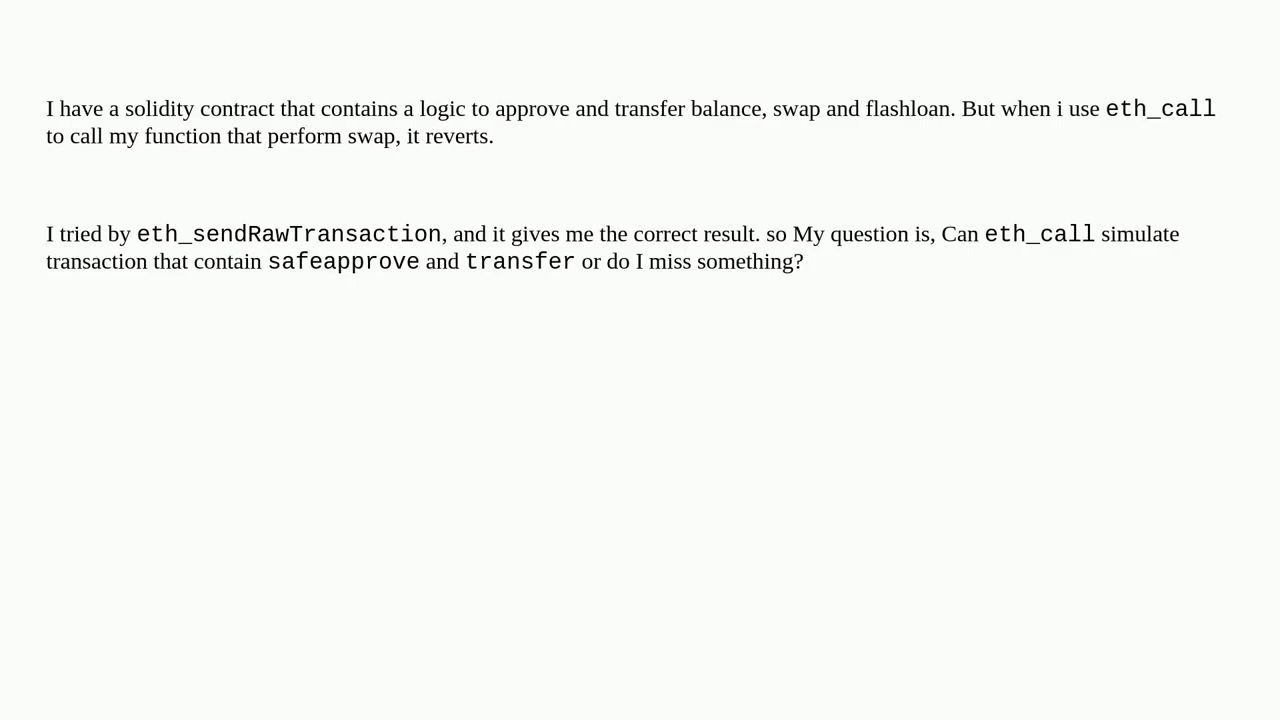 I have a solidity contract that contains a logic to approve and transfer balance, swap and flashloan. But when i use eth_call
to call my function that perform swap, it reverts.
I tried by eth_sendRawTransaction, and it gives me the correct result. so My question is, Can eth_call simulate
transaction that contain safeapprove and transfer or do I miss something?